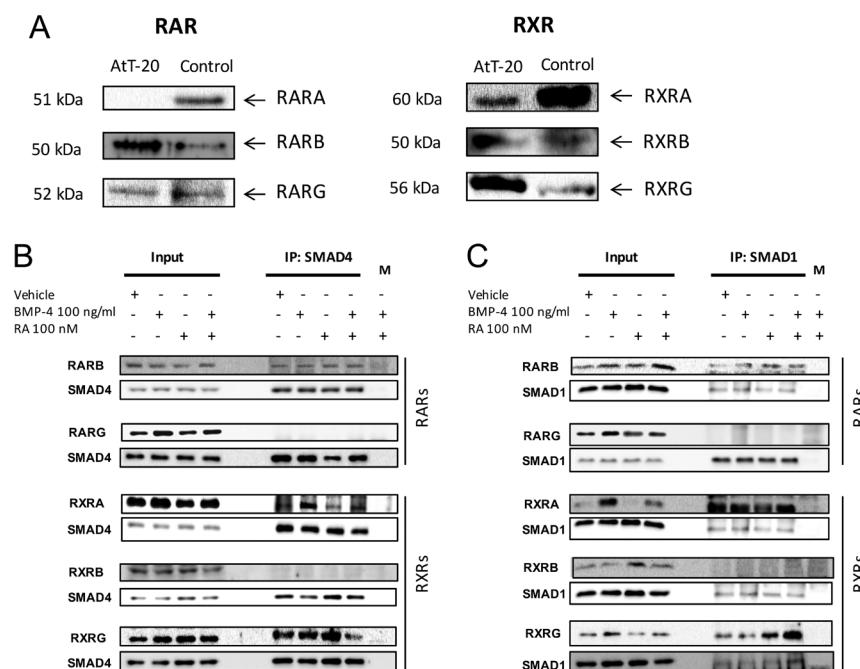 A
RAR
RXR
AtT-20 Control
AtT-20 Control
51 kDa ← RARA
50 kDa ← RARB
52 kDa ← RARG
60 kDa ← RXRA
50 kDa ← RXRB
56 kDa ← RXRG
B
Input IP: SMAD4 M
Vehicle + - - - + - - - -
BMP-4 100 ng/ml - + - + - + - + +
RA 100 nM - - + + - - + + +
RARB
SMAD4
RARG
SMAD4
RARs
RXRA
SMAD4
RXRB
SMAD4
RXRG
SMAD4
RXRs
C
Input IP: SMAD1 M
Vehicle + - - - + - - - -
BMP-4 100 ng/ml - + - + - + - + +
RA 100 nM - - + + - - + + +
RARB
SMAD1
RARG
SMAD1
RARs
RXRA
SMAD1
RXRB
SMAD1
RXRG
SMAD1
RXRs